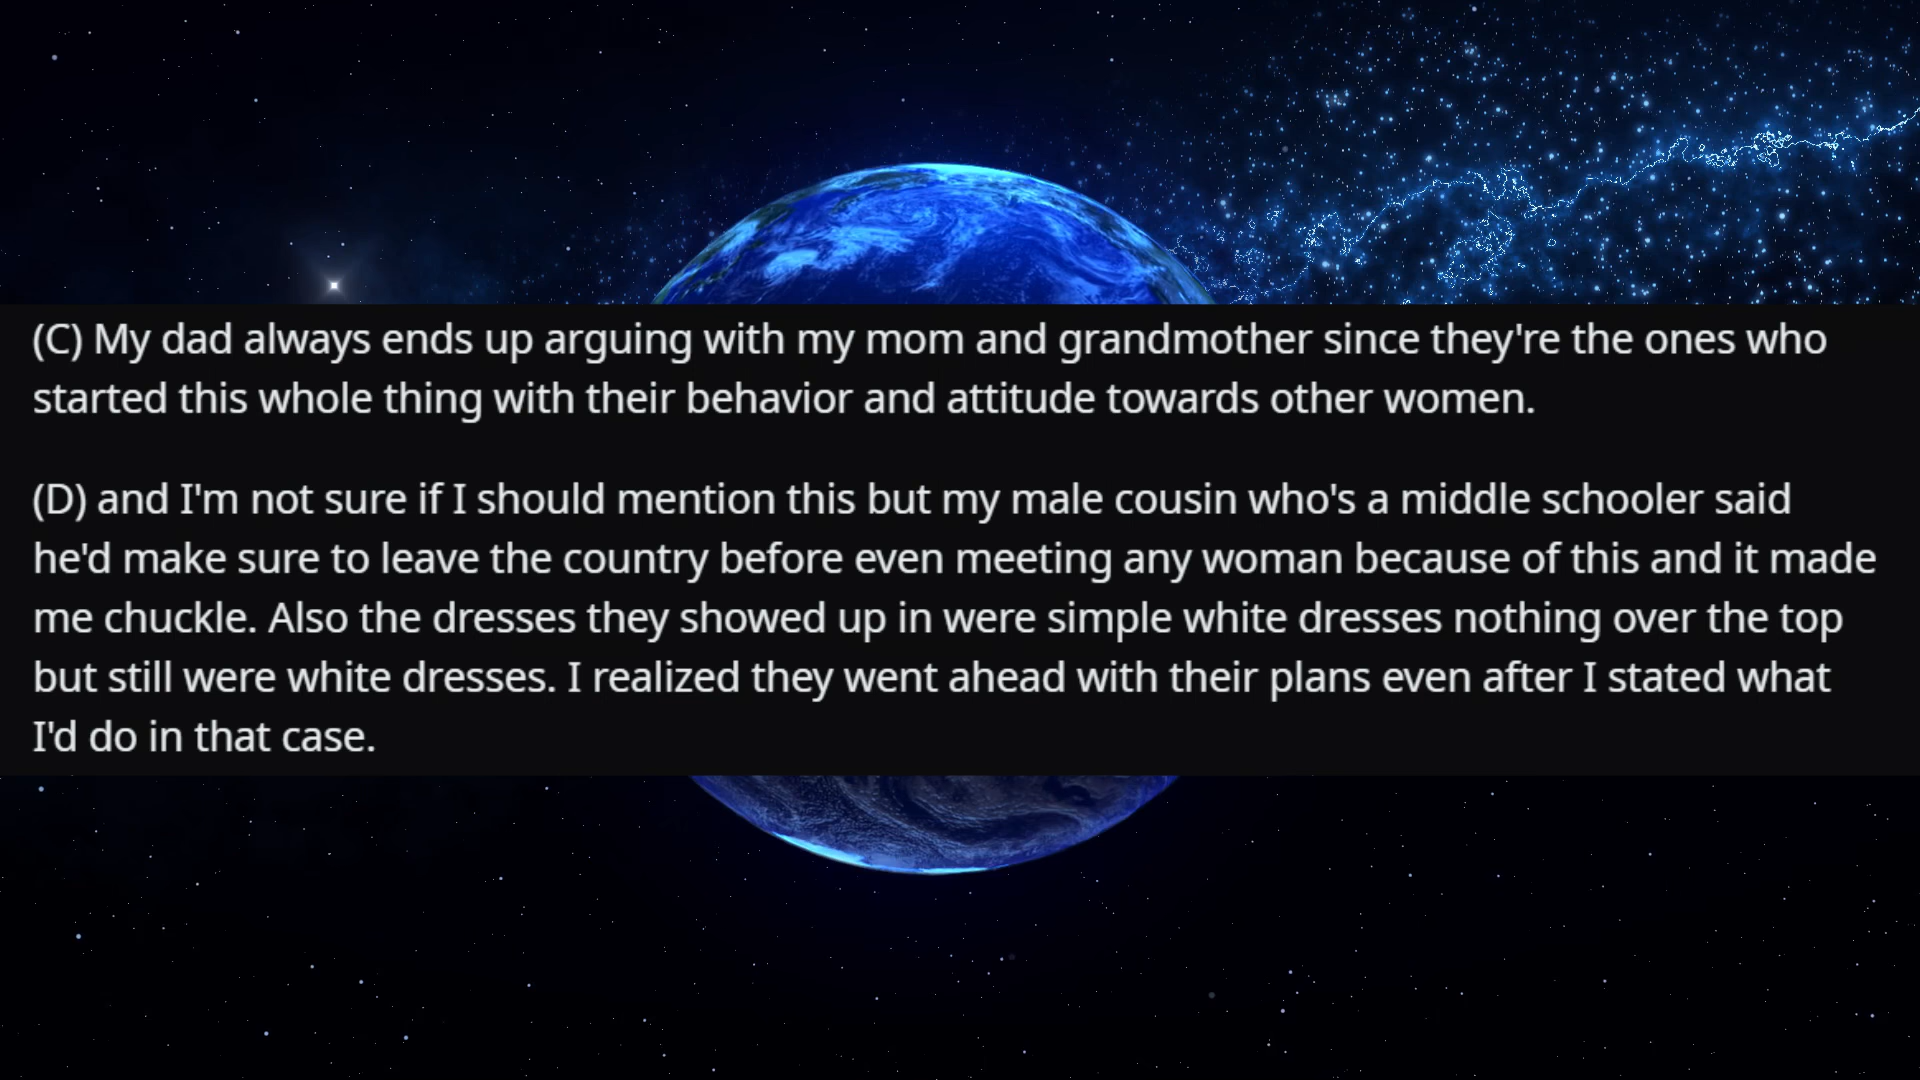 (C) My dad always ends up arguing with my mom and grandmother since they're the ones who
started this whole thing with their behavior and attitude towards other women.
(D) and I'm not sure if I should mention this but my male cousin who's a middle schooler said
he'd make sure to leave the country before even meeting any woman because of this and it made
me chuckle. Also the dresses they showed up in were simple white dresses nothing over the top
but still were white dresses. I realized they went ahead with their plans even after I stated what
I'd do in that case.